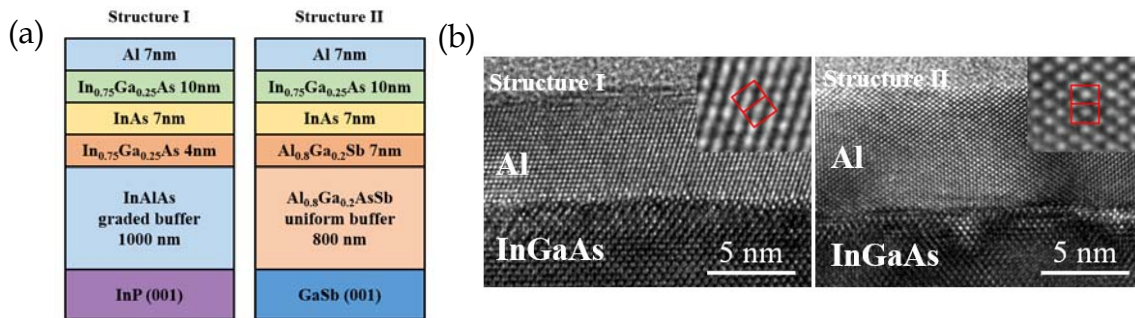 (a)
Structure I
Al 7nm
In0.75Ga0.25As 10nm
InAs 7nm
In0.75Ga0.25As 4nm
InAlAs
graded buffer
1000 nm
InP (001)
Structure II
Al 7nm
In0.75Ga0.25As 10nm
InAs 7nm
Al0.8Ga0.2Sb 7nm
Al0.8Ga0.2AsSb
uniform buffer
800 nm
GaSb (001)
(b)
Structure I
Al
InGaAs
5 nm
Structure II
Al
InGaAs
5 nm